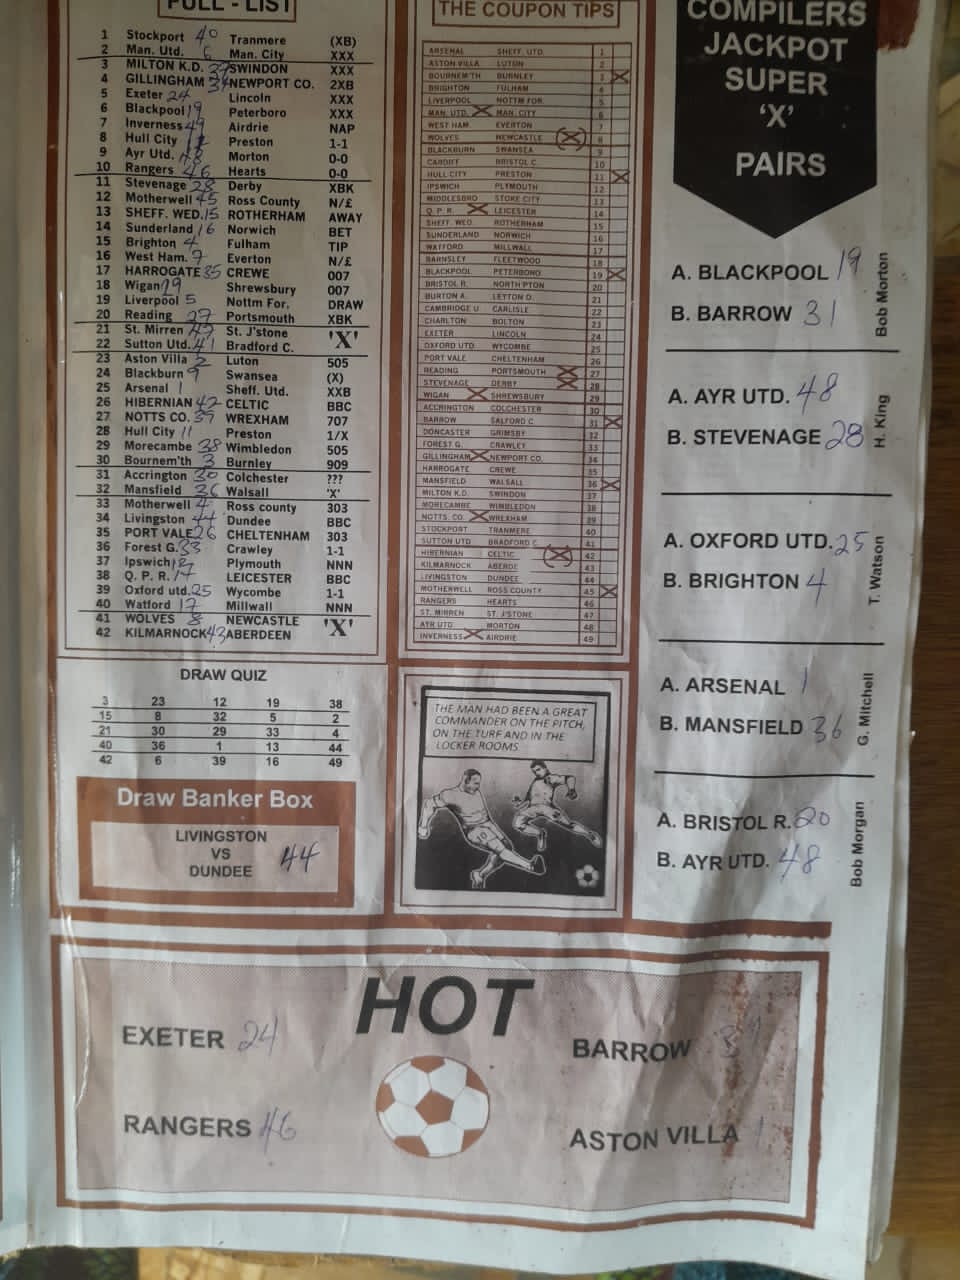 FULL - LIST
1 Stockport 40 Tranmere (XB)
2 Man. Utd. 6 Man. City XXX
3 MILTON K.D. 37 SWINDON XXX
4 GILLINGHAM 34 NEWPORT CO. 2XB
5 Exeter 24 Lincoln XXX
6 Blackpool 19 Peterboro XXX
7 Inverness 49 Airdrie NAP
8 Hull City 11 Preston 1-1
9 Ayr Utd. 48 Morton 0-0
10 Rangers 46 Hearts 0-0
11 Stevenage 28 Derby XBK
12 Motherwell 45 Ross County N/£
13 SHEFF. WED. 15 ROTHERHAM AWAY
14 Sunderland 16 Norwich BET
15 Brighton 4 Fulham TIP
16 West Ham. 7 Everton N/£
17 HARROGATE 35 CREWE 007
18 Wigan 29 Shrewsbury 007
19 Liverpool 5 Nottm For. DRAW
20 Reading 27 Portsmouth XBK
21 St. Mirren 47 St. J'stone 'X'
22 Sutton Utd. 41 Bradford C.
23 Aston Villa 2 Luton 505
24 Blackburn 9 Swansea (X)
25 Arsenal 1 Sheff. Utd. XXB
26 HIBERNIAN 42 CELTIC BBC
27 NOTTS CO. 39 WREXHAM 707
28 Hull City 11 Preston 1/X
29 Morecambe 38 Wimbledon 505
30 Bournem'th 3 Burnley 909
31 Accrington 30 Colchester ???
32 Mansfield 36 Walsall 'X'
33 Motherwell Ross county 303
34 Livingston 44 Dundee BBC
35 PORT VALE 26 CHELTENHAM 303
36 Forest G. 33 Crawley 1-1
37 Ipswich Plymouth NNN
38 Q. P. R. 14 LEICESTER BBC
39 Oxford utd. 25 Wycombe 1-1
40 Watford 17 Millwall NNN
41 WOLVES 8 NEWCASTLE 'X'
42 KILMARNOCK 43 ABERDEEN
DRAW QUIZ
3 23 12 19 38
15 8 32 5 2
21 30 29 33 4
40 36 1 13 44
42 6 39 16 49
Draw Banker Box
LIVINGSTON
VS
DUNDEE
44
THE COUPON TIPS
ARSENAL SHEFF. UTD. 1
ASTON VILLA LUTON 2
BOURNEM'TH BURNLEY 3 X
BRIGHTON FULHAM 4
LIVERPOOL NOTTM FOR. 5
MAN. UTD. X MAN. CITY 6
WEST HAM. EVERTON 7
WOLVES NEWCASTLE (X) 8
BLACKBURN SWANSEA 9
CARDIFF BRISTOL C. 10
HULL CITY PRESTON 11 X
IPSWICH PLYMOUTH 12
MIDDLESBRO STOKE CITY 13
Q. P. R. X LEICESTER 14
SHEFF. WED. ROTHERHAM 15
SUNDERLAND NORWICH 16
WATFORD MILLWALL 17
BARNSLEY FLEETWOOD 18
BLACKPOOL PETERBONO 19 X
BRISTOL R. NORTH'PTON 20
BURTON A. LEYTON O. 21
CAMBRIDGE U CARLISLE 22
CHARLTON BOLTON 23
EXETER LINCOLN 24
OXFORD UTD WYCOMBE 25
PORT VALE CHELTENHAM 26
READING PORTSMOUTH X 27
STEVENAGE DERBY X 28
WIGAN X SHREWSBURY 29
ACCRINGTON COLCHESTER 30
BARROW SALFORD C. 31 X
DONCASTER GRIMSBY 32
FOREST G. CRAWLEY 33
GILLINGHAM X NEWPORT CO. 34
HARROGATE CREWE 35
MANSFIELD WALSALL 36 X
MILTON K.D. SWINDON 37
MORECAMBE WIMBLEDON 38
NOTTS. CO. X WREXHAM 39
STOCKPORT TRANMERE 40
SUTTON UTD BRADFORD C. 41
HIBERNIAN CELTIC (X) 42
KILMARNOCK ABERDE 43
LIVINGSTON DUNDEE 44
MOTHERWELL ROSS COUNTY 45 X
RANGERS HEARTS 46
ST. MIRREN ST. J'STONE 47
AYR UTD MORTON 48
INVERNESS X AIRDRIE 49
THE MAN HAD BEEN A GREAT
COMMANDER ON THE PITCH,
ON THE TURF AND IN THE
LOCKER ROOMS.
10
COMPILERS
JACKPOT
SUPER
'X'
PAIRS
A. BLACKPOOL 19
B. BARROW 31
Bob Morton
A. AYR UTD. 48
B. STEVENAGE 28
H. King
A. OXFORD UTD. 25
B. BRIGHTON 4
T. Watson
A. ARSENAL 1
B. MANSFIELD 36
G. Mitchell
A. BRISTOL R. 20
B. AYR UTD. 48
Bob Morgan
HOT
EXETER 24
BARROW
RANGERS 46
ASTON VILLA